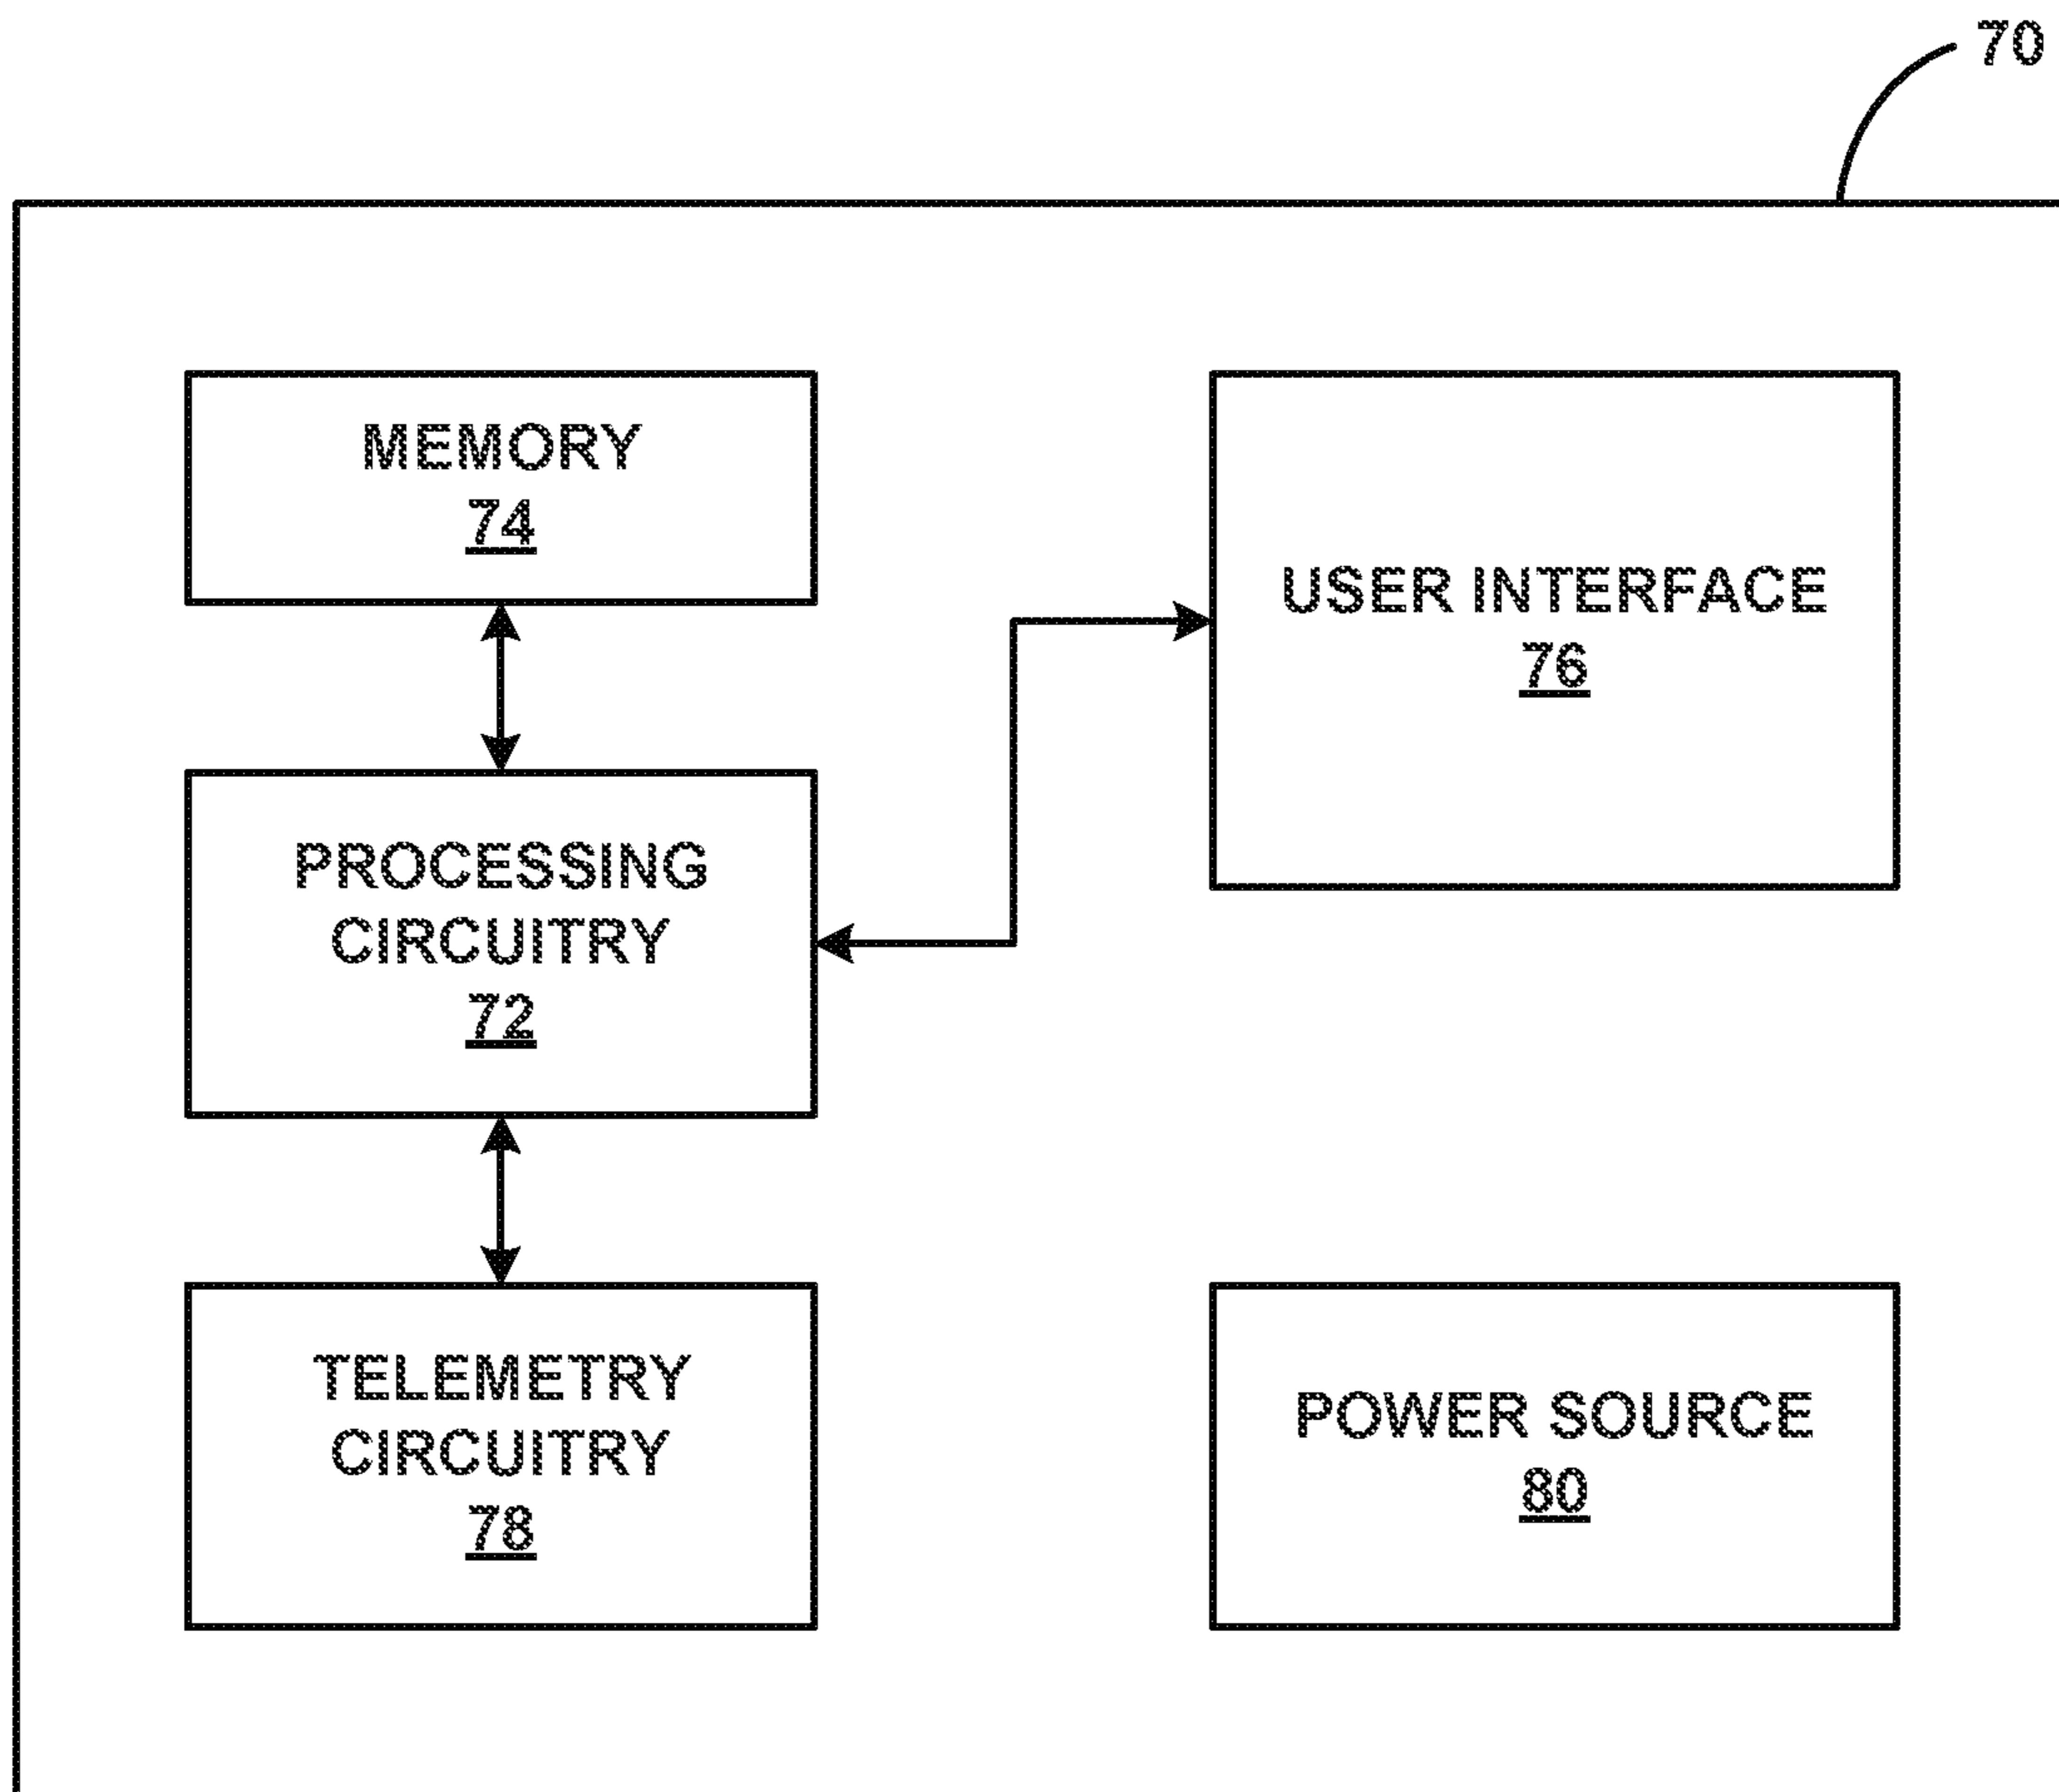 70
MEMORY
74
USER INTERFACE
76
PROCESSING
CIRCUITRY
72
TELEMETRY
CIRCUITRY
78
POWER SOURCE
80